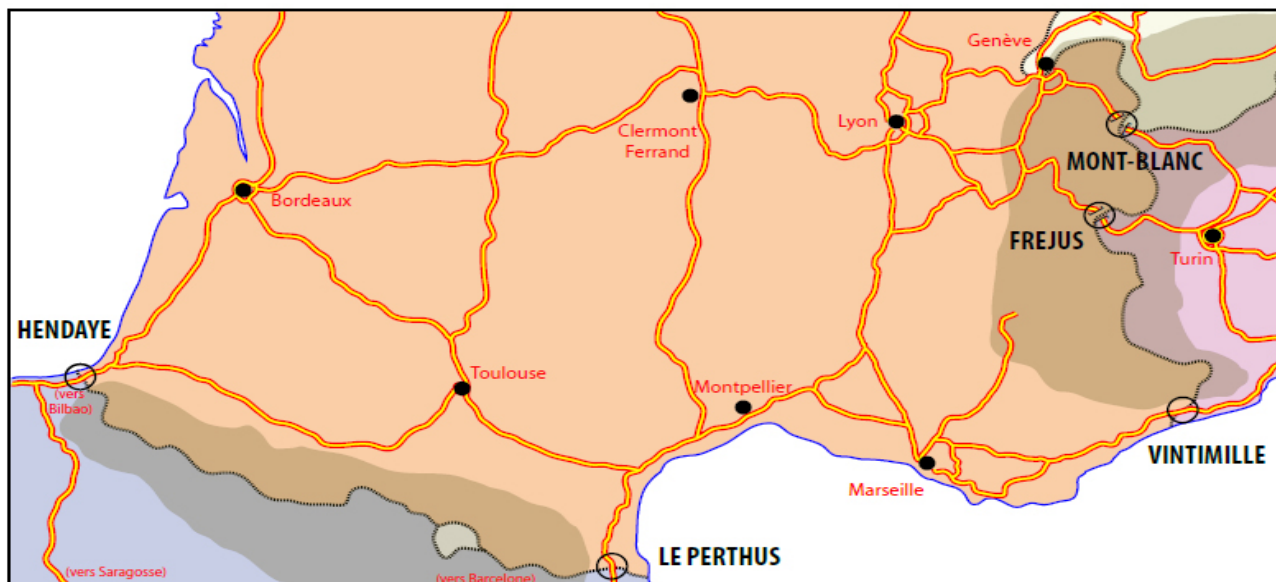 Genève
Clermont
Ferrand
Lyon
MONT-BLANC
Bordeaux
FREJUS
Turin
HENDAYE
Toulouse
Montpellier
(vers
Bilbao)
VINTIMILLE
Marseille
LE PERTHUS
(vers Saragosse)
(vers Barcelone)